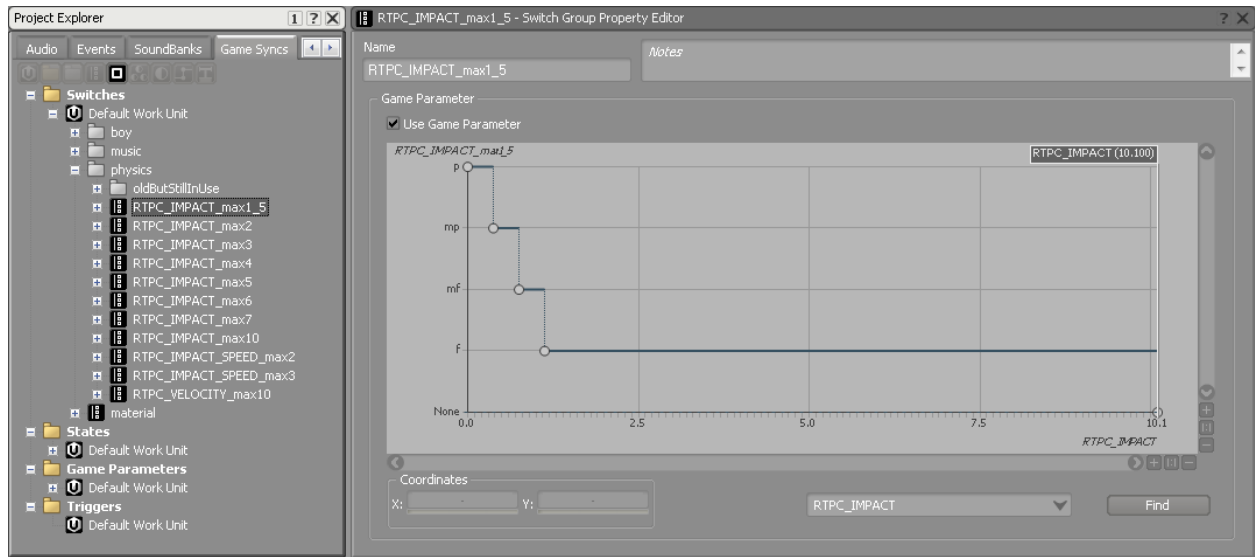 Project Explorer
1 ? X
Audio Events SoundBanks Game Syncs
Switches
Default Work Unit
boy
music
physics
oldButStillInUse
RTPC_IMPACT_max1_5
RTPC_IMPACT_max2
RTPC_IMPACT_max3
RTPC_IMPACT_max4
RTPC_IMPACT_max5
RTPC_IMPACT_max6
RTPC_IMPACT_max7
RTPC_IMPACT_max10
RTPC_IMPACT_SPEED_max2
RTPC_IMPACT_SPEED_max3
RTPC_VELOCITY_max10
material
States
Default Work Unit
Game Parameters
Default Work Unit
Triggers
Default Work Unit
RTPC_IMPACT_max1_5 - Switch Group Property Editor
? X
Name
RTPC_IMPACT_max1_5
Notes
Game Parameter
Use Game Parameter
RTPC_IMPACT_max1_5
RTPC_IMPACT (10.100)
p
mp
mf
f
None
0.0 2.5 5.0 7.5 10.1
RTPC_IMPACT
Coordinates
X: - Y: -
RTPC_IMPACT
Find